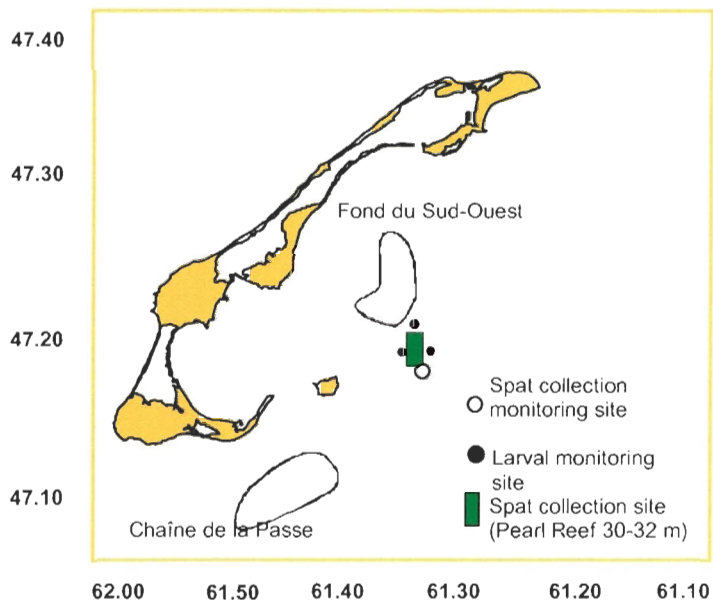 47.40
47.30
Fond du Sud-Ouest
47.20
Spat collection
monitoring site
Larval monitoring
site
47.10
Spat collection site
(Pearl Reef 30-32 m)
Chaîne de la Passe
62.00 61.50 61.40 61.30 61.20 61.10